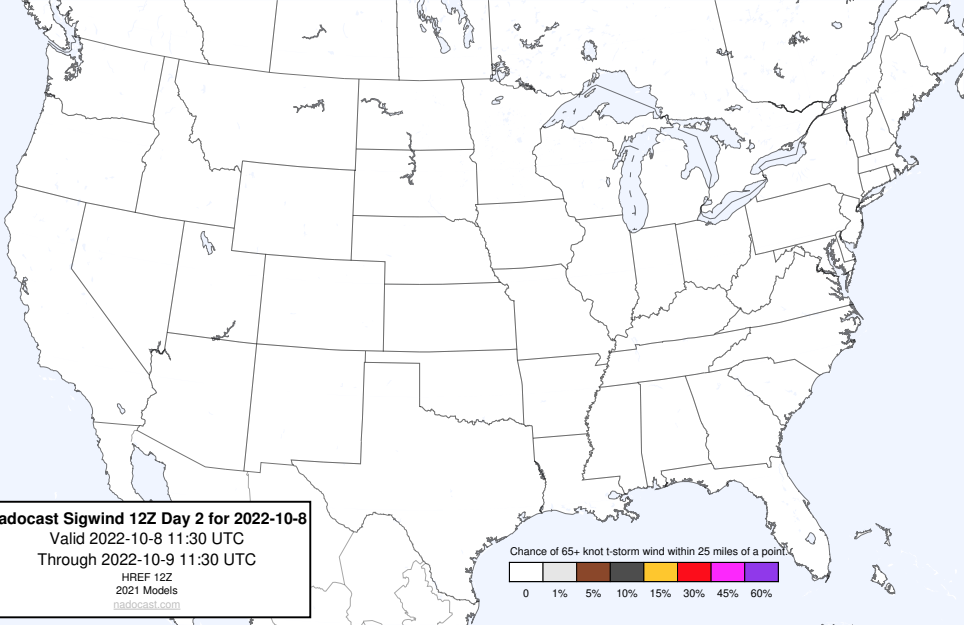 adocast Sigwind 12Z Day 2 for 2022-10-8
Valid 2022-10-8 11:30 UTC
Through 2022-10-9 11:30 UTC
HREF 12Z
2021 Models
nadocast.com
Chance of 65+ knot t-storm wind within 25 miles of a point.
0 1% 5% 10% 15% 30% 45% 60%